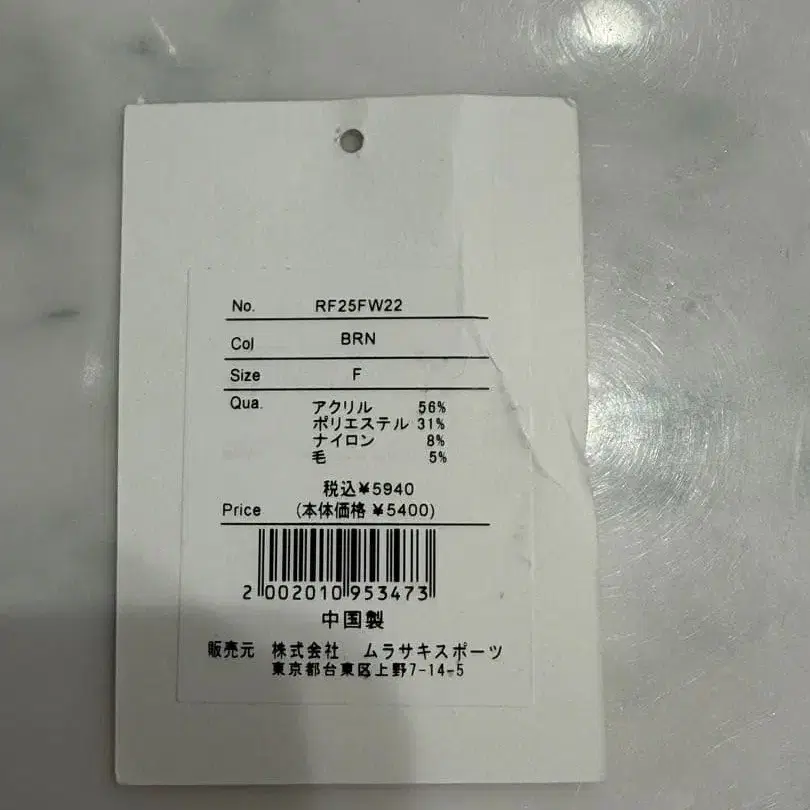 No. RF25FW22
Col BRN
Size F
Qua. アクリル 56%
ポリエステル 31%
ナイロン 8%
毛 5%
税込¥5940
Price (本体価格 ¥5400)
2 002010 953473
中国製
販売元 株式会社 ムラサキスポーツ
東京都台東区上野7-14-5